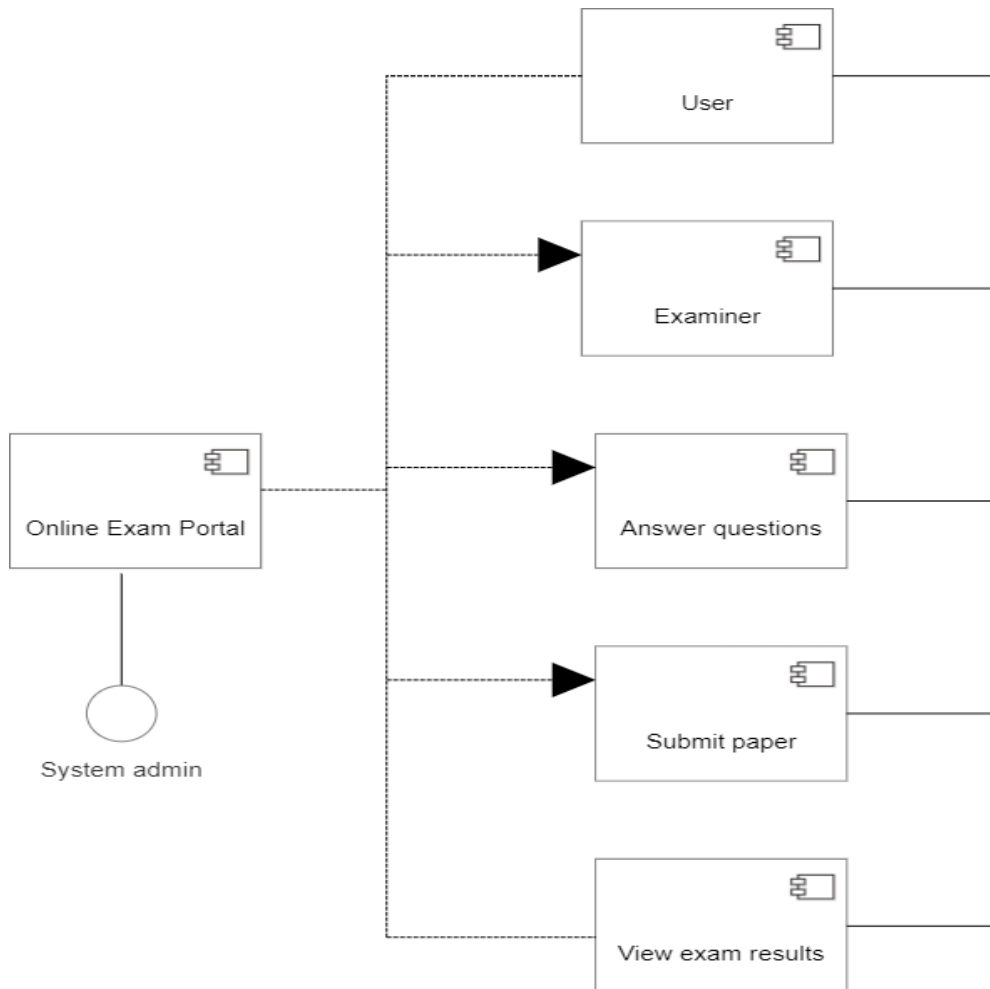 User
Examiner
Online Exam Portal
Answer questions
System admin
Submit paper
View exam results